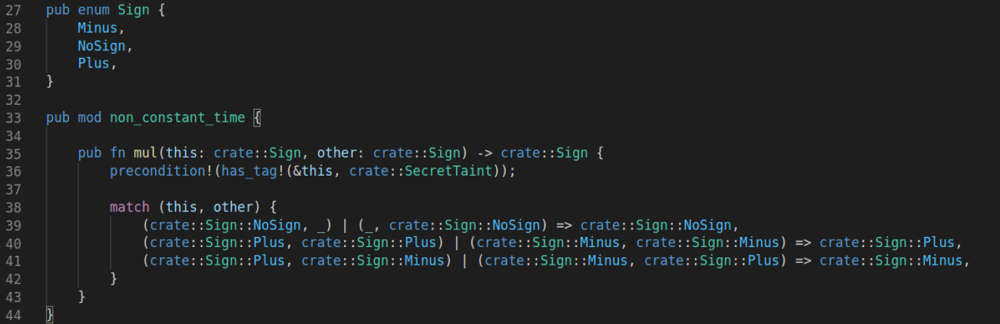 27 pub enum Sign {
28     Minus,
29     NoSign,
30     Plus,
31 }
32
33 pub mod non_constant_time {
34
35     pub fn mul(this: crate::Sign, other: crate::Sign) -> crate::Sign {
36         precondition!(has_tag!(&this, crate::SecretTaint));
37
38         match (this, other) {
39             (crate::Sign::NoSign, _) | (_, crate::Sign::NoSign) => crate::Sign::NoSign,
40             (crate::Sign::Plus, crate::Sign::Plus) | (crate::Sign::Minus, crate::Sign::Minus) => crate::Sign::Plus,
41             (crate::Sign::Plus, crate::Sign::Minus) | (crate::Sign::Minus, crate::Sign::Plus) => crate::Sign::Minus,
42         }
43     }
44 }